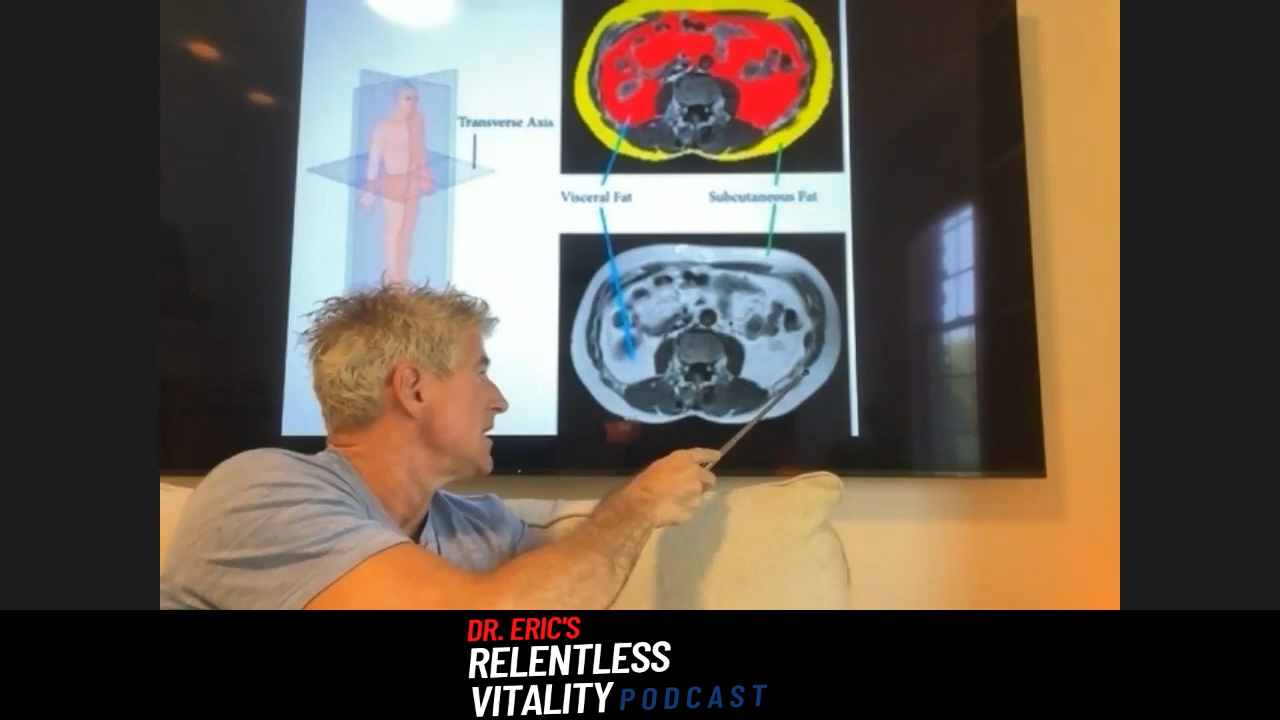 Transverse Axis
Visceral Fat
Subcutaneous Fat
DR. ERIC'S
RELENTLESS
VITALITY PODCAST